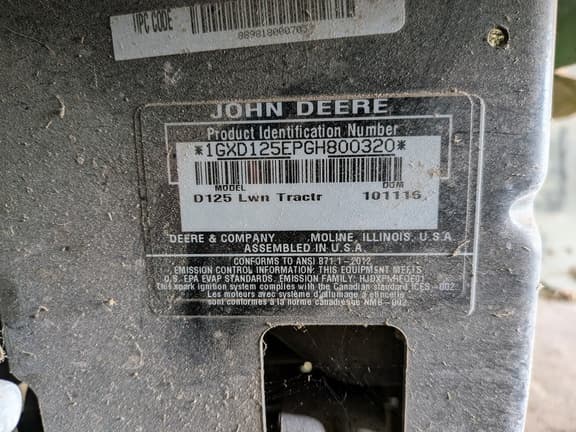 UPC CODE
JOHN DEERE
Product Identification Number
*1GXD125EPGH800320*
MODEL DOM
D125 Lwn Tractr 101116
DEERE & COMPANY MOLINE, ILLINOIS, U.S.A
ASSEMBLED IN U.S.A
CONFORMS TO ANSI B71.1-2012
EMISSION CONTROL INFORMATION: THIS EQUIPMENT MEETS
U.S. EPA EVAP STANDARDS. EMISSION FAMILY:
This spark ignition system complies with the Canadian standard ICES-002
Les moteurs avec système d'allumage à étincelle
sont conformes à la norme canadienne NMB-002